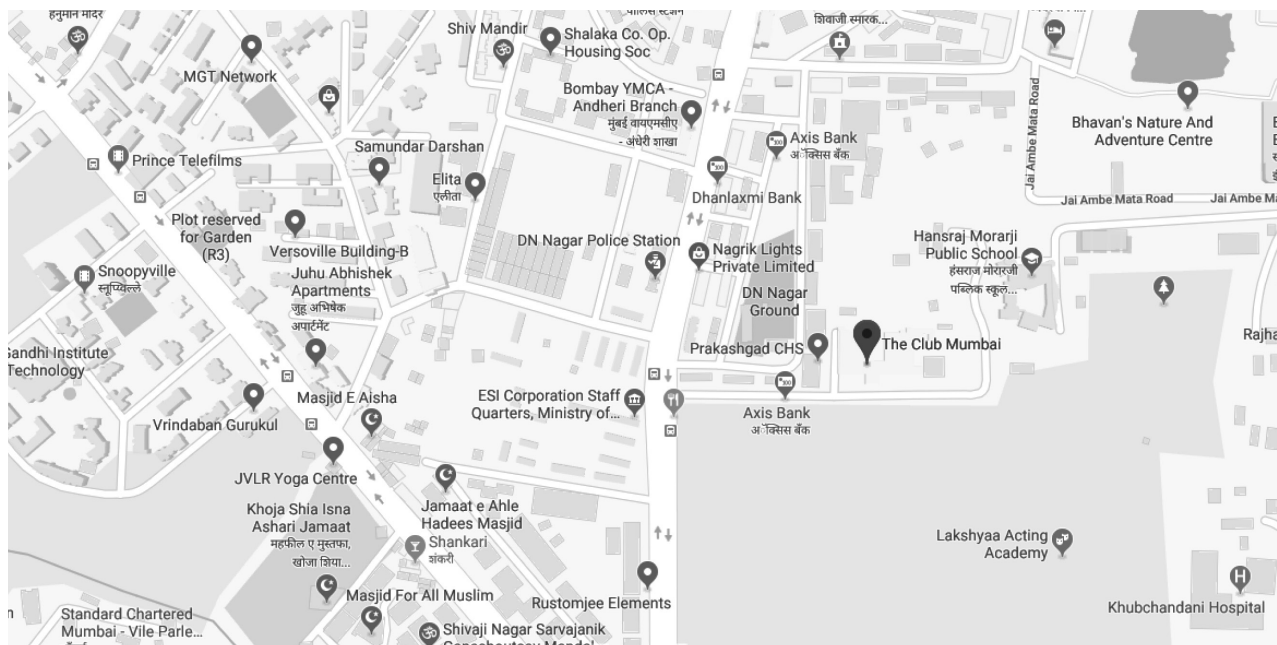 हनुमान मंदिर
MGT Network
Shiv Mandir
Shalaka Co. Op.
Housing Soc
शिवाजी स्मारक...
Bombay YMCA -
Andheri Branch
मुंबई वायएमसीए
- अंधेरी शाखा
Axis Bank
अॅक्सिस बँक
Bhavan's Nature And
Adventure Centre
Jai Ambe Mata Road
Prince Telefilms
Samundar Darshan
Elita
एलीता
Dhanlaxmi Bank
Jai Ambe Mata Road
Jai Ambe
Plot reserved
for Garden
(R3)
Versoville Building-B
DN Nagar Police Station
Nagrik Lights
Private Limited
Hansraj Morarji
Public School
हंसराज मोरारजी
पब्लिक स्कूल...
Snoopyville
स्नूप्विल्ले
Juhu Abhishek
Apartments
जुहू अभिषेक
अपार्टमेंट
DN Nagar
Ground
Gandhi Institute
Technology
Prakashgad CHS
The Club Mumbai
Vrindaban Gurukul
Masjid E Aisha
ESI Corporation Staff
Quarters, Ministry of...
Axis Bank
अॅक्सिस बँक
JVLR Yoga Centre
Khoja Shia Isna
Ashari Jamaat
महफील ए मुस्तफा,
खोजा शिया...
Jamaat e Ahle
Hadees Masjid
Shankari
शंकरी
Lakshyaa Acting
Academy
Standard Chartered
Mumbai - Vile Parle...
Masjid For All Muslim
Rustomjee Elements
Khubchandani Hospital
Shivaji Nagar Sarvajanik